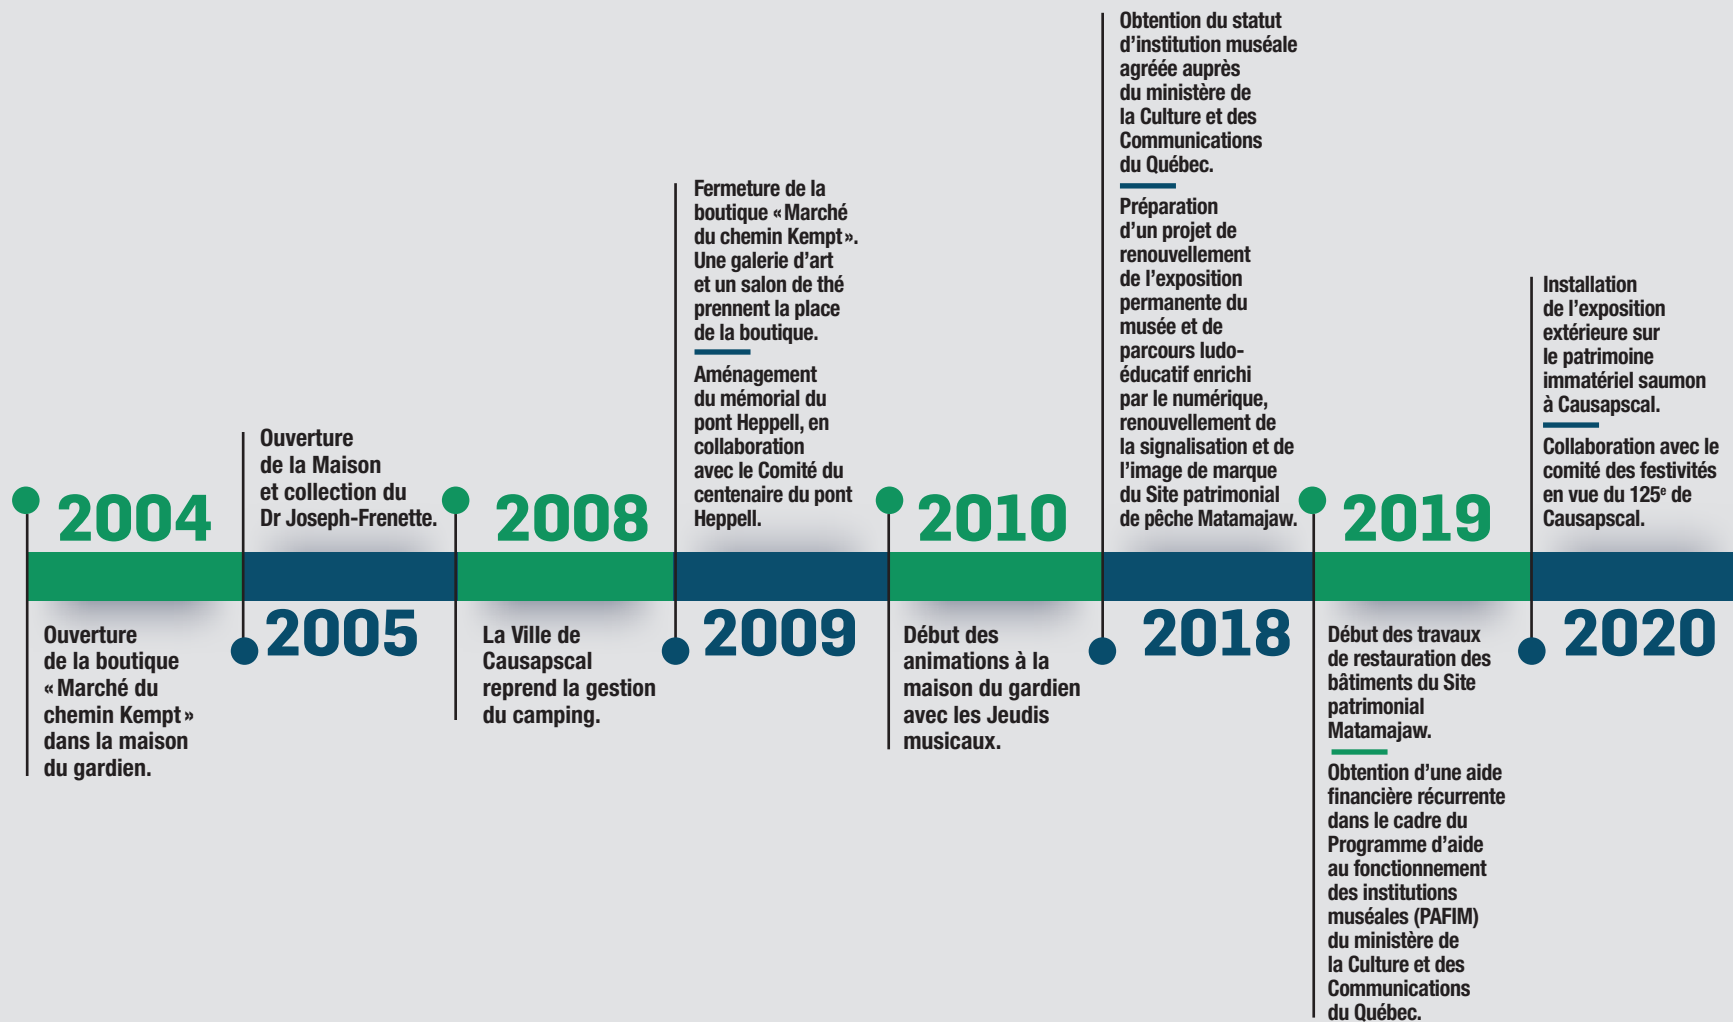 2004
Ouverture
de la boutique
« Marché du
chemin Kempt »
dans la maison
du gardien.
Ouverture
de la Maison
et collection du
Dr Joseph-Frenette.
2005
2008
La Ville de
Causapscal
reprend la gestion
du camping.
Fermeture de la
boutique « Marché
du chemin Kempt ».
Une galerie d’art
et un salon de thé
prennent la place
de la boutique.
Aménagement
du mémorial du
pont Heppell, en
collaboration
avec le Comité du
centenaire du pont
Heppell.
2009
2010
Début des
animations à la
maison du gardien
avec les Jeudis
musicaux.
Obtention du statut
d’institution muséale
agréée auprès
du ministère de
la Culture et des
Communications
du Québec.
Préparation
d’un projet de
renouvellement
de l’exposition
permanente du
musée et de
parcours ludo-
éducatif enrichi
par le numérique,
renouvellement de
la signalisation et de
l’image de marque
du Site patrimonial
de pêche Matamajaw.
2018
2019
Début des travaux
de restauration des
bâtiments du Site
patrimonial
Matamajaw.
Obtention d’une aide
financière récurrente
dans le cadre du
Programme d’aide
au fonctionnement
des institutions
muséales (PAFIM)
du ministère de
la Culture et des
Communications
du Québec.
Installation
de l’exposition
extérieure sur
le patrimoine
immatériel saumon
à Causapscal.
Collaboration avec le
comité des festivités
en vue du 125e de
Causapscal.
2020